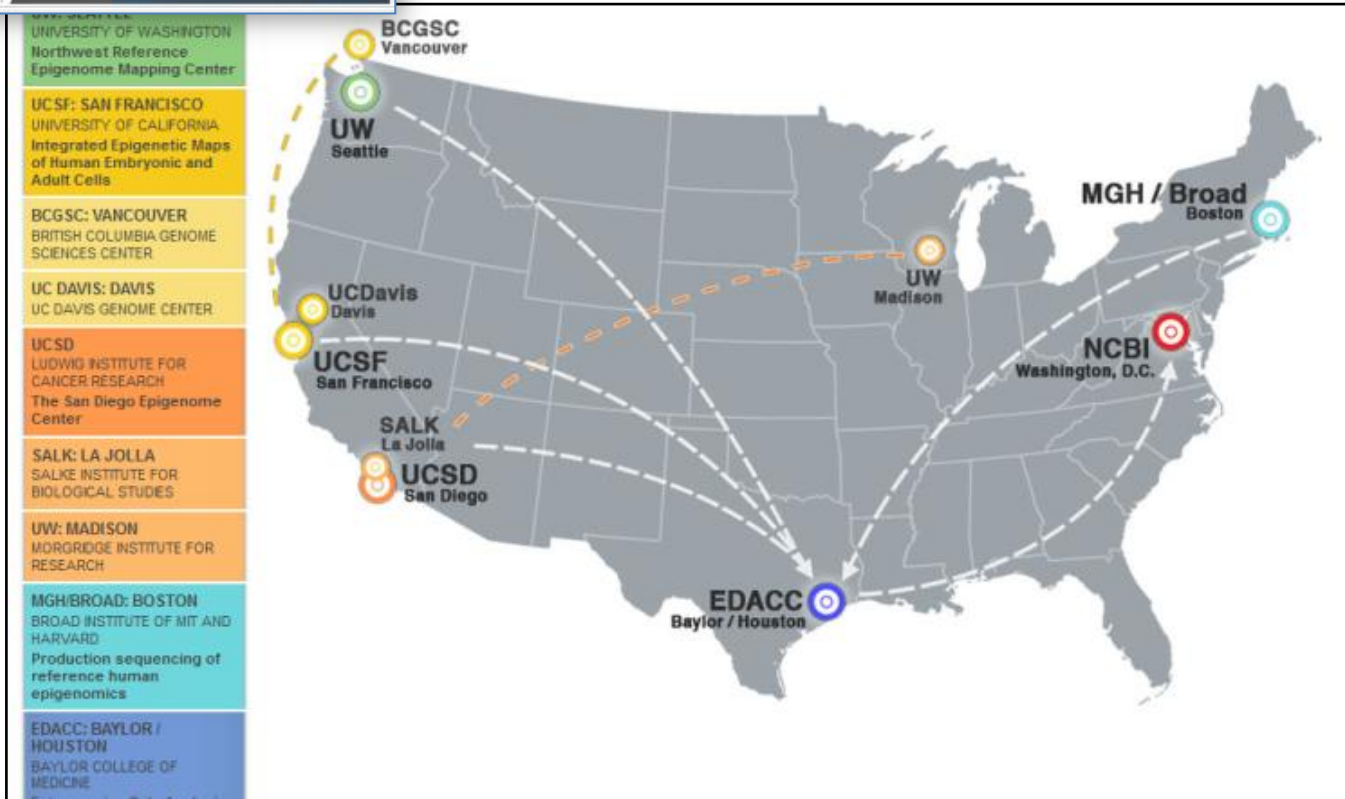 UW: SEATTLE
UNIVERSITY OF WASHINGTON
Northwest Reference
Epigenome Mapping Center
UCSF: SAN FRANCISCO
UNIVERSITY OF CALIFORNIA
Integrated Epigenetic Maps
of Human Embryonic and
Adult Cells
BCGSC: VANCOUVER
BRITISH COLUMBIA GENOME
SCIENCES CENTER
UC DAVIS: DAVIS
UC DAVIS GENOME CENTER
UCSD
LUDWIG INSTITUTE FOR
CANCER RESEARCH
The San Diego Epigenome
Center
SALK: LA JOLLA
SALKE INSTITUTE FOR
BIOLOGICAL STUDIES
UW: MADISON
MORGRIDGE INSTITUTE FOR
RESEARCH
MGH/BROAD: BOSTON
BROAD INSTITUTE OF MIT AND
HARVARD
Production sequencing of
reference human
epigenomics
EDACC: BAYLOR /
HOUSTON
BAYLOR COLLEGE OF
MEDICINE
BCGSC
Vancouver
UW
Seattle
MGH / Broad
Boston
UW
Madison
UCDavis
Davis
UCSF
San Francisco
NCBI
Washington, D.C.
SALK
La Jolla
UCSD
San Diego
EDACC
Baylor / Houston